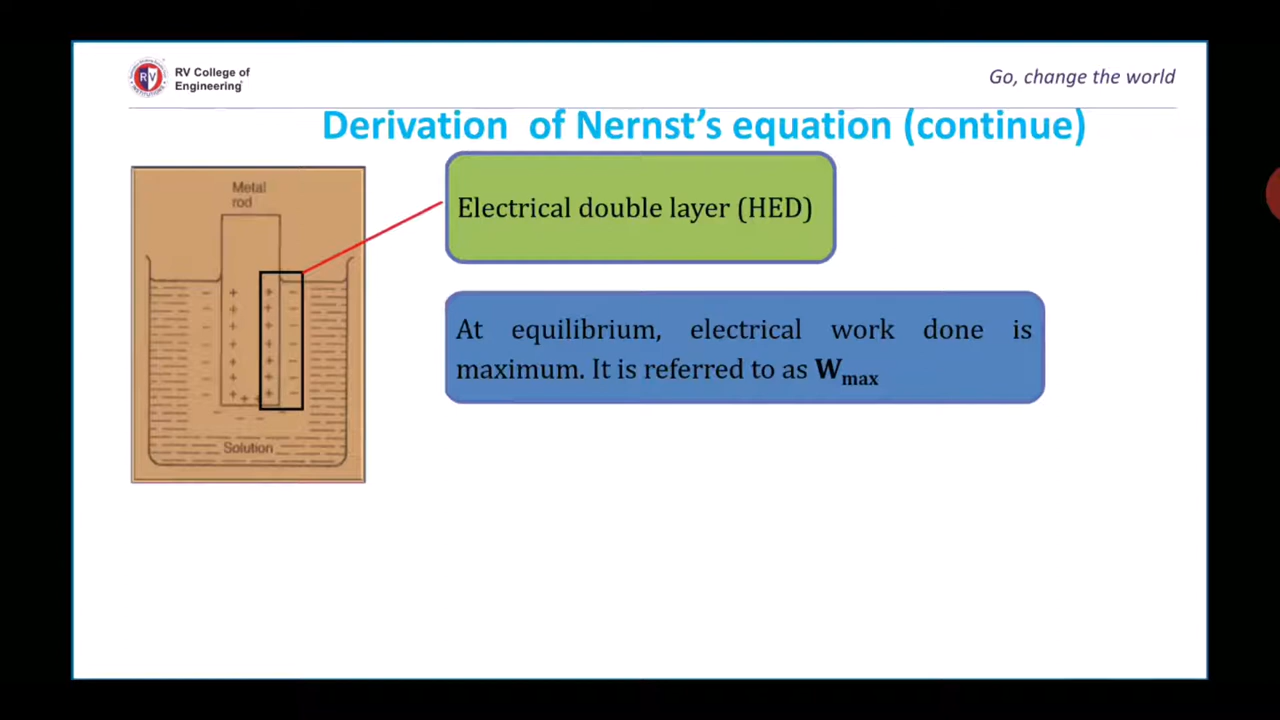 RV College of
Engineering
Go, change the world
Derivation of Nernst's equation (continue)
Metal
rod
Solution
Electrical double layer (HED)
At equilibrium, electrical work done is
maximum. It is referred to as Wmax